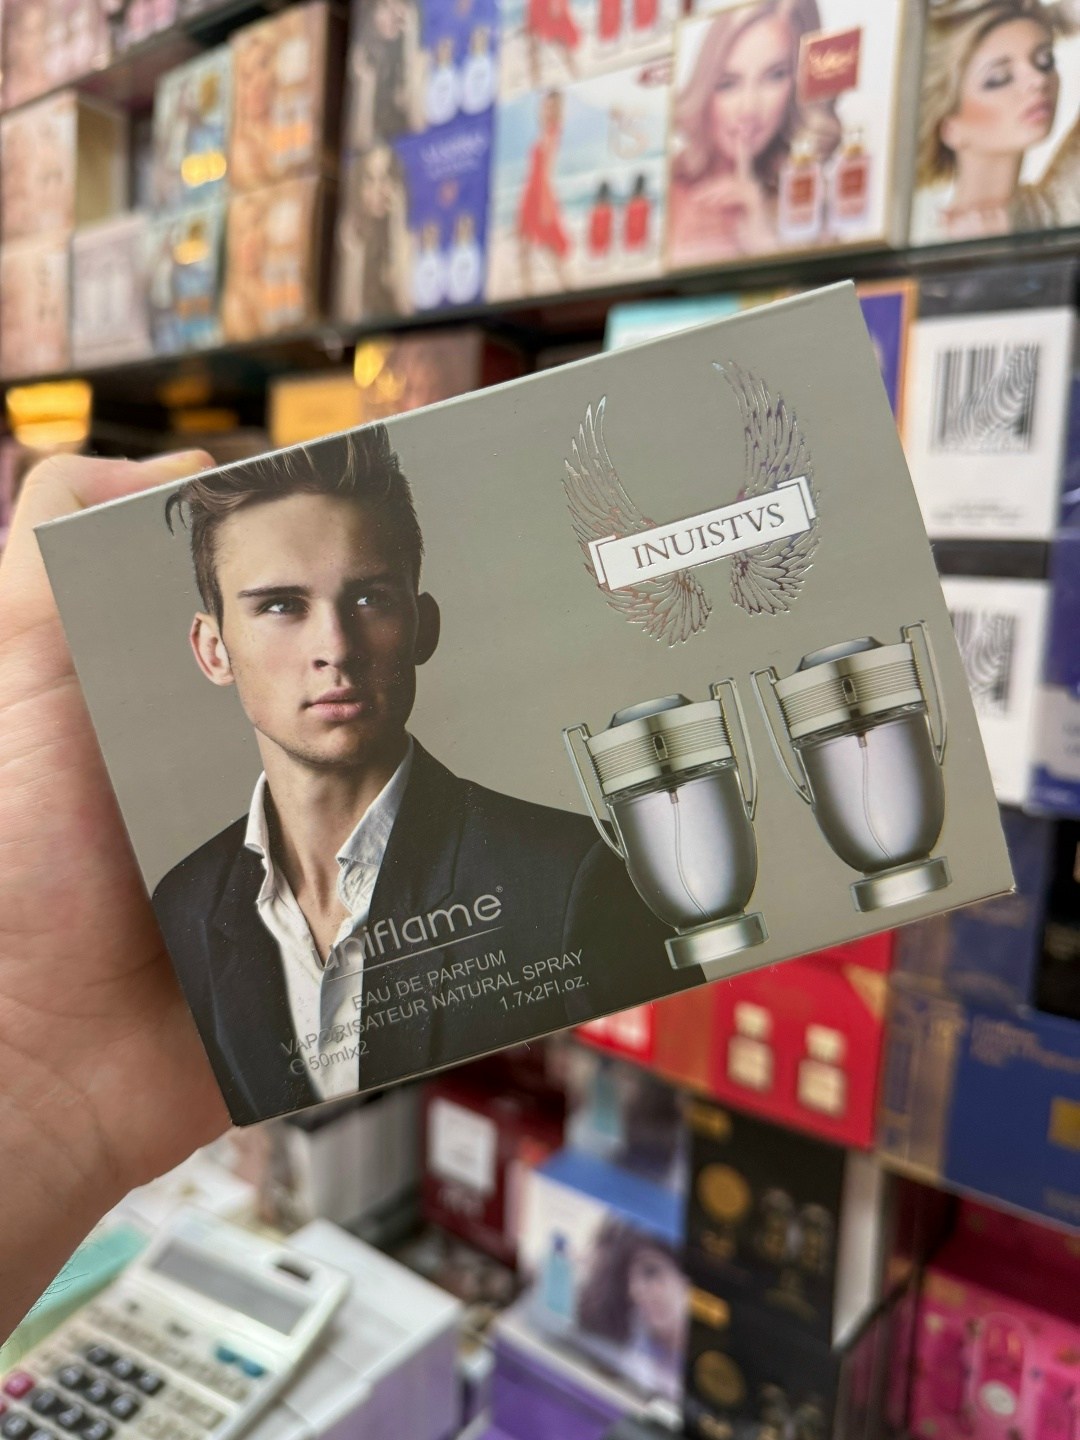 INUISTVS
uniflame®
EAU DE PARFUM
VAPORISATEUR NATURAL SPRAY
℮ 50mlx2
1.7x2Fl.oz.